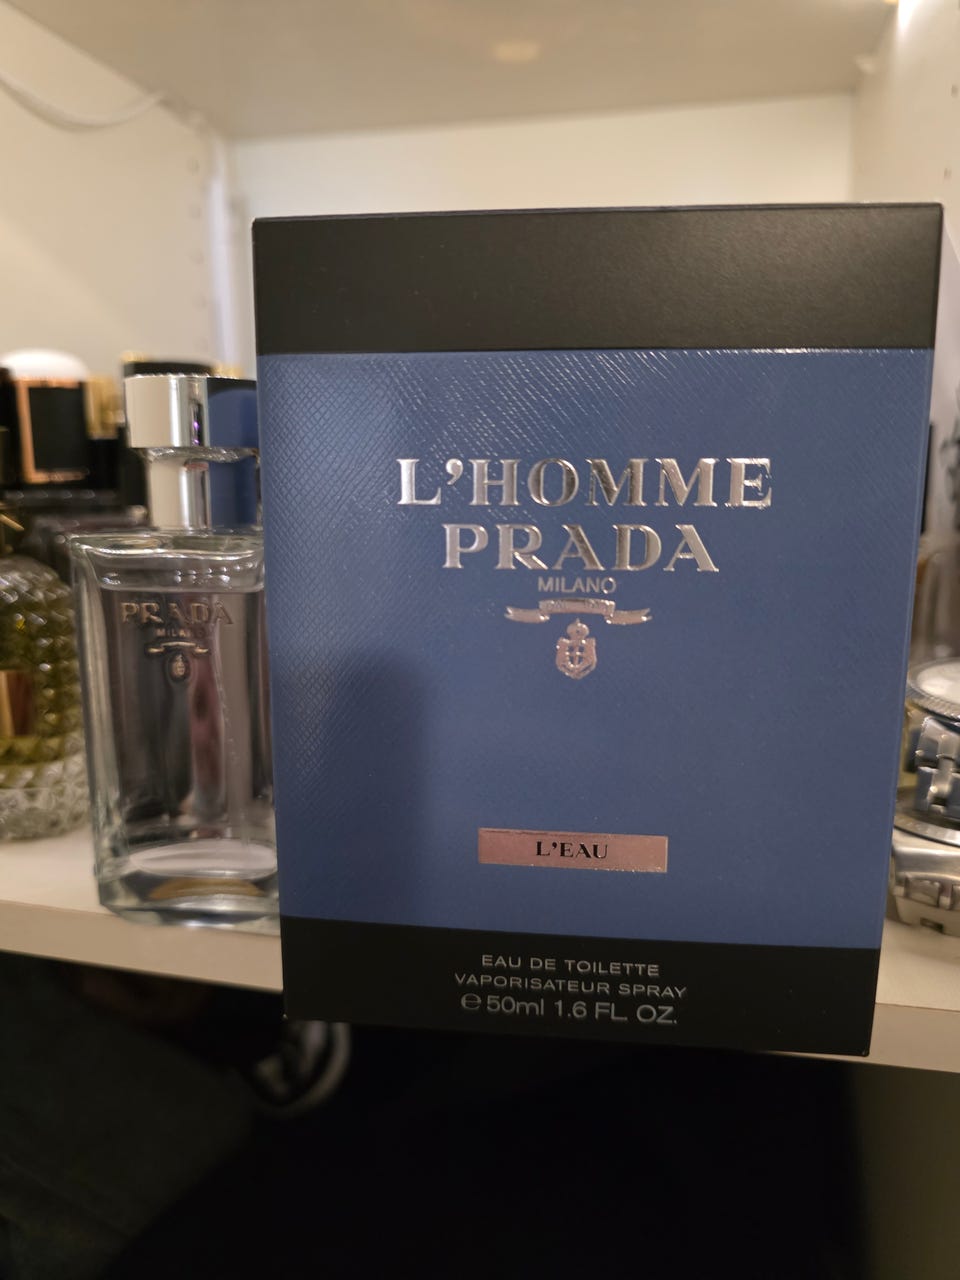 L'HOMME
PRADA
MILANO
L'EAU
EAU DE TOILETTE
VAPORISATEUR SPRAY
℮ 50ml 1.6 FL. OZ.
PRADA
MILANO